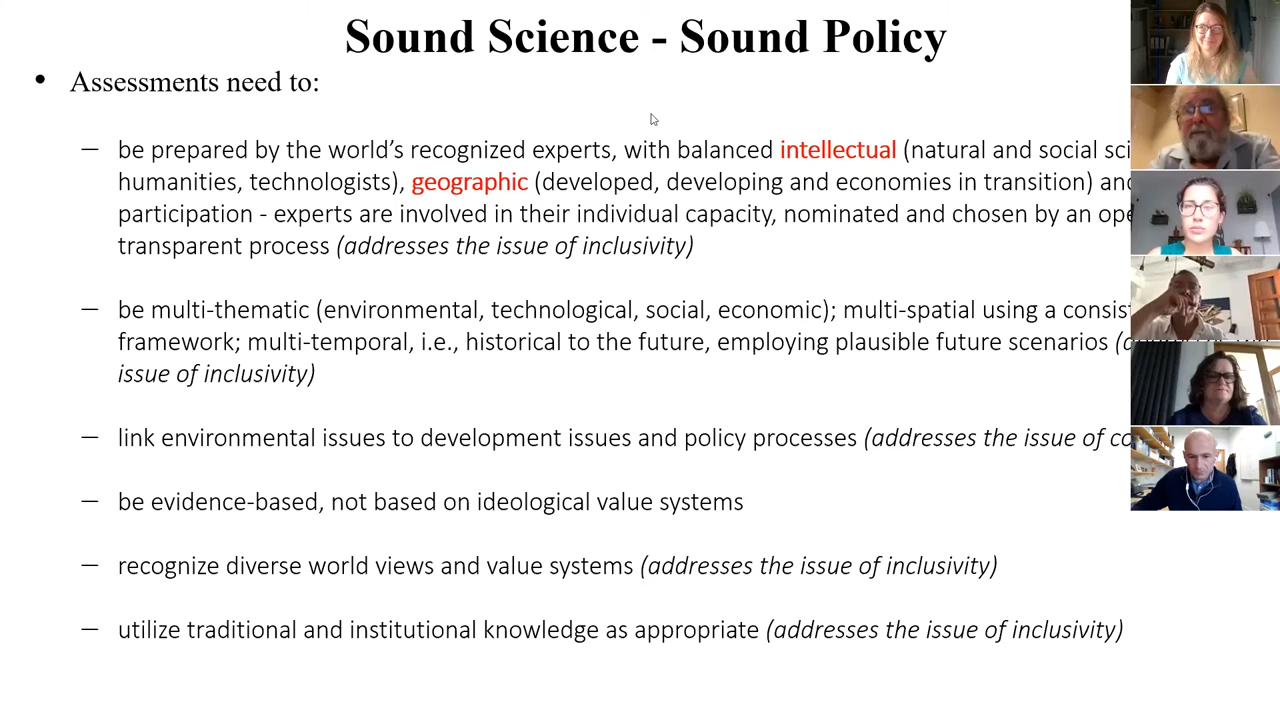 Sound Science - Sound Policy
• Assessments need to:
– be prepared by the world's recognized experts, with balanced intellectual (natural and social
humanities, technologists), geographic (developed, developing and economies in transition)
participation - experts are involved in their individual capacity, nominated and chosen by an
transparent process (addresses the issue of inclusivity)
– be multi-thematic (environmental, technological, social, economic); multi-spatial using a
framework; multi-temporal, i.e., historical to the future, employing plausible future scenarios
issue of inclusivity)
– link environmental issues to development issues and policy processes (addresses the issue of
– be evidence-based, not based on ideological value systems
– recognize diverse world views and value systems (addresses the issue of inclusivity)
– utilize traditional and institutional knowledge as appropriate (addresses the issue of inclusivity)